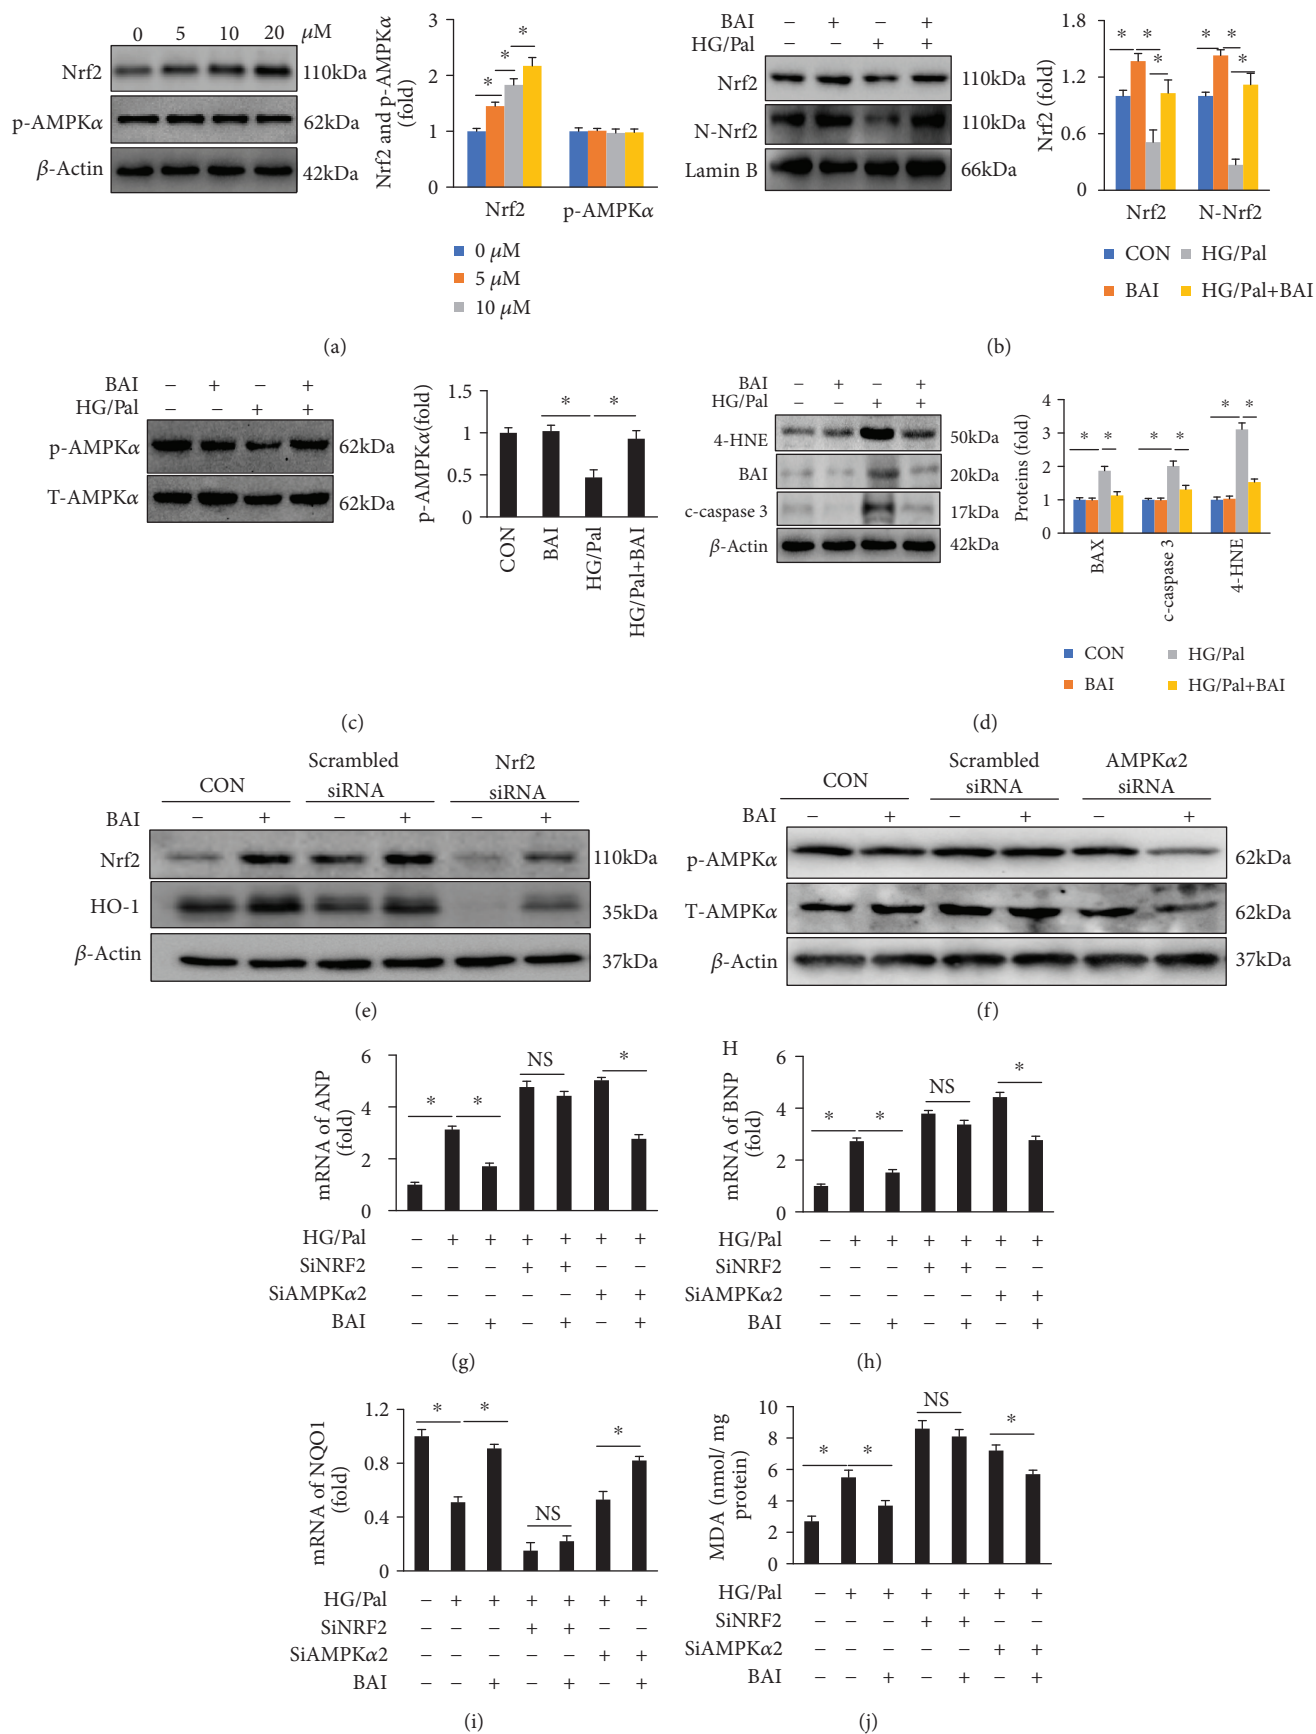 0 5 10 20 μM
Nrf2 110kDa
p-AMPKα 62kDa
β-Actin 42kDa
Nrf2 and p-AMPKα
(fold)
3
2
1
0
* * *
Nrf2 p-AMPKα
0 μM
5 μM
10 μM
(a)
BAI – + – +
HG/Pal – – + +
Nrf2 110kDa
N-Nrf2 110kDa
Lamin B 66kDa
Nrf2 (fold)
1.8
1.2
0.6
0
* * * * * *
Nrf2 N-Nrf2
CON HG/Pal
BAI HG/Pal+BAI
(b)
BAI – + – +
HG/Pal – – + +
p-AMPKα 62kDa
T-AMPKα 62kDa
p-AMPKα(fold)
1.5
1
0.5
0
* *
CON BAI HG/Pal HG/Pal+BAI
(c)
BAI – + – +
HG/Pal – – + +
4-HNE 50kDa
BAI 20kDa
c-caspase 3 17kDa
β-Actin 42kDa
Proteins (fold)
4
3
2
1
0
* * * * * *
BAX c-caspase 3 4-HNE
CON HG/Pal
BAI HG/Pal+BAI
(d)
CON Scrambled siRNA Nrf2 siRNA
BAI – + – + – +
Nrf2 110kDa
HO-1 35kDa
β-Actin 37kDa
(e)
CON Scrambled siRNA AMPKα2 siRNA
BAI – + – + – +
p-AMPKα 62kDa
T-AMPKα 62kDa
β-Actin 37kDa
(f)
mRNA of ANP
(fold)
6
4
2
0
* * NS *
HG/Pal – + + + + + +
SiNRF2 – – – + + – –
SiAMPKα2 – – – – – + +
BAI – – + – + – +
(g)
H
mRNA of BNP
(fold)
6
4
2
0
* * NS *
HG/Pal – + + + + + +
SiNRF2 – – – + + – –
SiAMPKα2 – – – – – + +
BAI – – + – + – +
(h)
mRNA of NQO1
(fold)
1.2
0.8
0.4
0
* * NS *
HG/Pal – + + + + + +
SiNRF2 – – – + + – –
SiAMPKα2 – – – – – + +
BAI – – + – + – +
(i)
MDA (nmol/ mg
protein)
10
8
6
4
2
0
* * NS *
HG/Pal – + + + + + +
SiNRF2 – – – + + – –
SiAMPKα2 – – – – – + +
BAI – – + – + – +
(j)